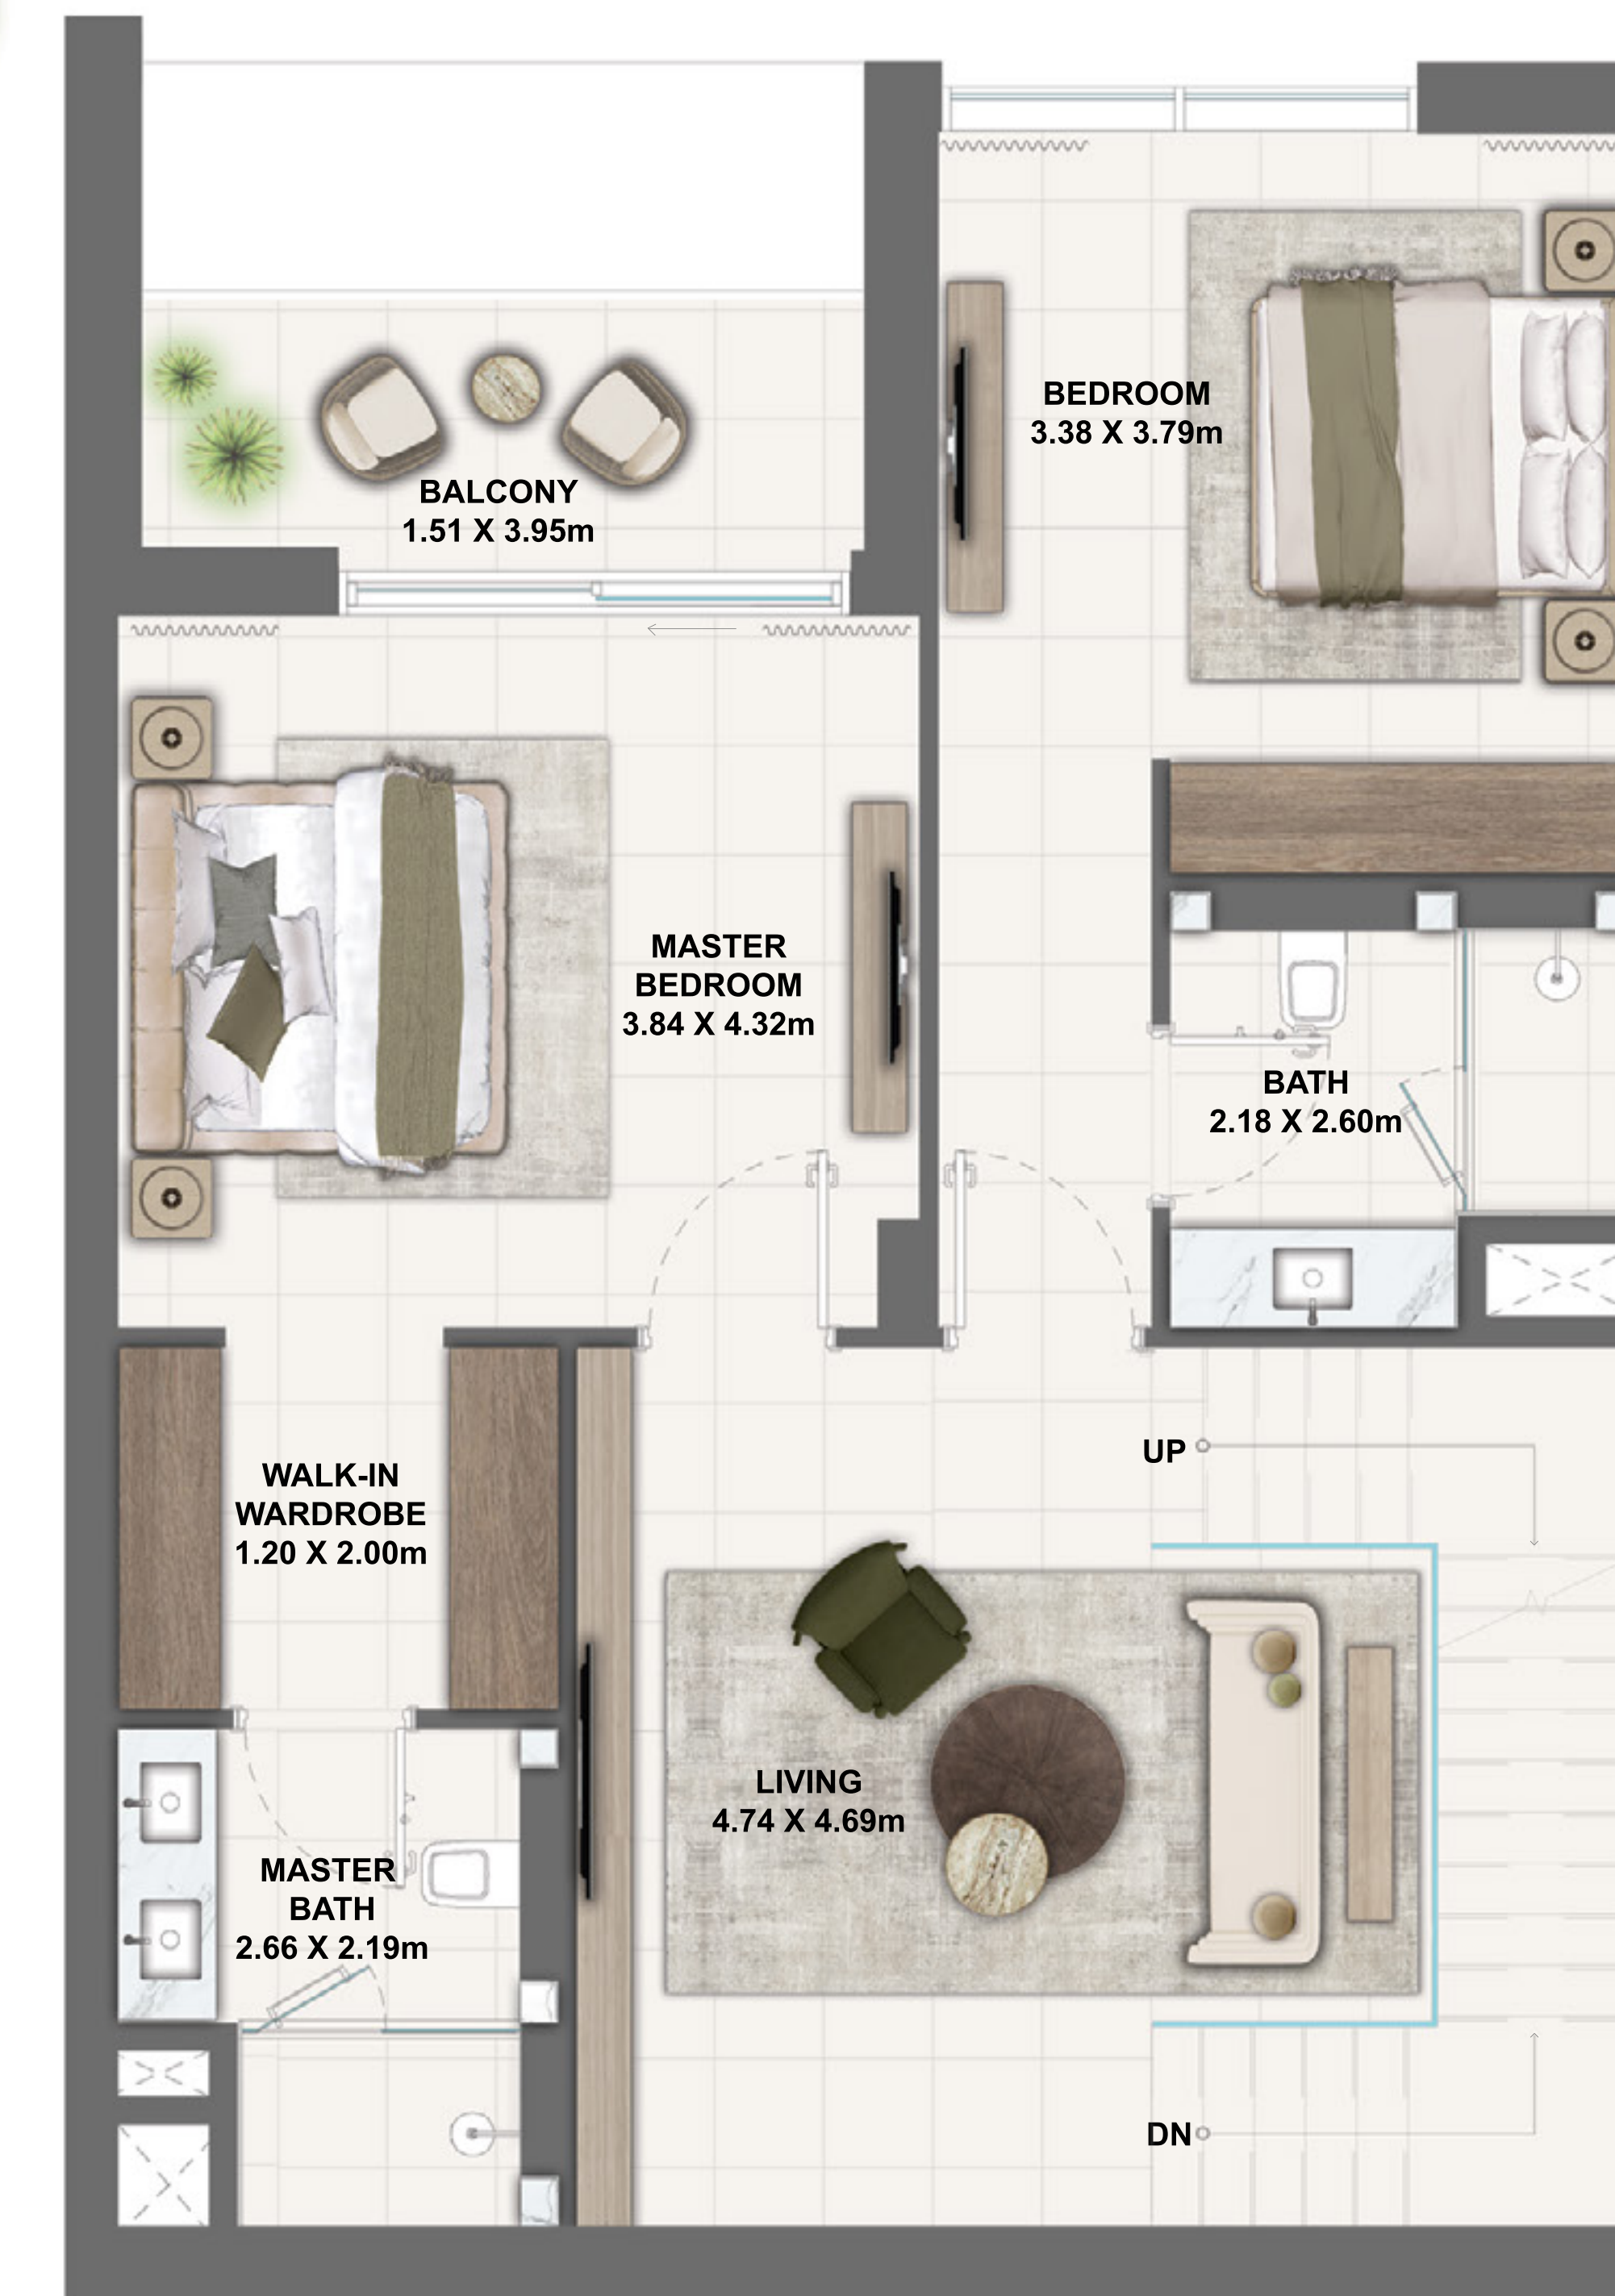 BEDROOM
3.38 X 3.79m
BALCONY
1.51 X 3.95m
MASTER
BEDROOM
3.84 X 4.32m
BATH
2.18 X 2.60m
UP
WALK-IN
WARDROBE
1.20 X 2.00m
LIVING
4.74 X 4.69m
MASTER
BATH
2.66 X 2.19m
DN